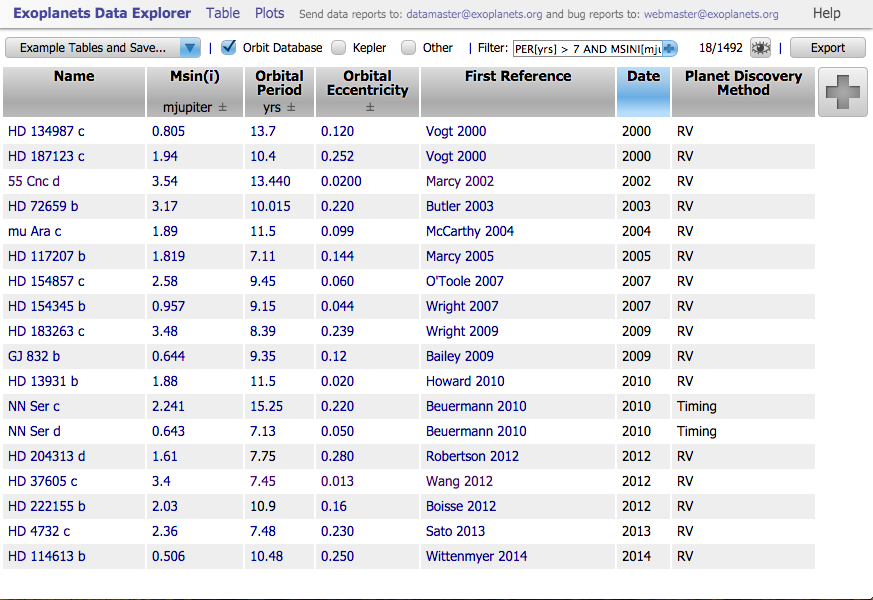 Exoplanets Data Explorer Table Plots Send data reports to: datamaster@exoplanets.org and bug reports to: webmaster@exoplanets.org Help
Example Tables and Save... | Orbit Database Kepler Other | Filter: PER[yrs] > 7 AND MSINI[mju 18/1492 | Export
Name Msin(i) Orbital Period Orbital Eccentricity First Reference Date Planet Discovery Method
mjupiter ± yrs ± ±
HD 134987 c 0.805 13.7 0.120 Vogt 2000 2000 RV
HD 187123 c 1.94 10.4 0.252 Vogt 2000 2000 RV
55 Cnc d 3.54 13.440 0.0200 Marcy 2002 2002 RV
HD 72659 b 3.17 10.015 0.220 Butler 2003 2003 RV
mu Ara c 1.89 11.5 0.099 McCarthy 2004 2004 RV
HD 117207 b 1.819 7.11 0.144 Marcy 2005 2005 RV
HD 154857 c 2.58 9.45 0.060 O'Toole 2007 2007 RV
HD 154345 b 0.957 9.15 0.044 Wright 2007 2007 RV
HD 183263 c 3.48 8.39 0.239 Wright 2009 2009 RV
GJ 832 b 0.644 9.35 0.12 Bailey 2009 2009 RV
HD 13931 b 1.88 11.5 0.020 Howard 2010 2010 RV
NN Ser c 2.241 15.25 0.220 Beuermann 2010 2010 Timing
NN Ser d 0.643 7.13 0.050 Beuermann 2010 2010 Timing
HD 204313 d 1.61 7.75 0.280 Robertson 2012 2012 RV
HD 37605 c 3.4 7.45 0.013 Wang 2012 2012 RV
HD 222155 b 2.03 10.9 0.16 Boisse 2012 2012 RV
HD 4732 c 2.36 7.48 0.230 Sato 2013 2013 RV
HD 114613 b 0.506 10.48 0.250 Wittenmyer 2014 2014 RV